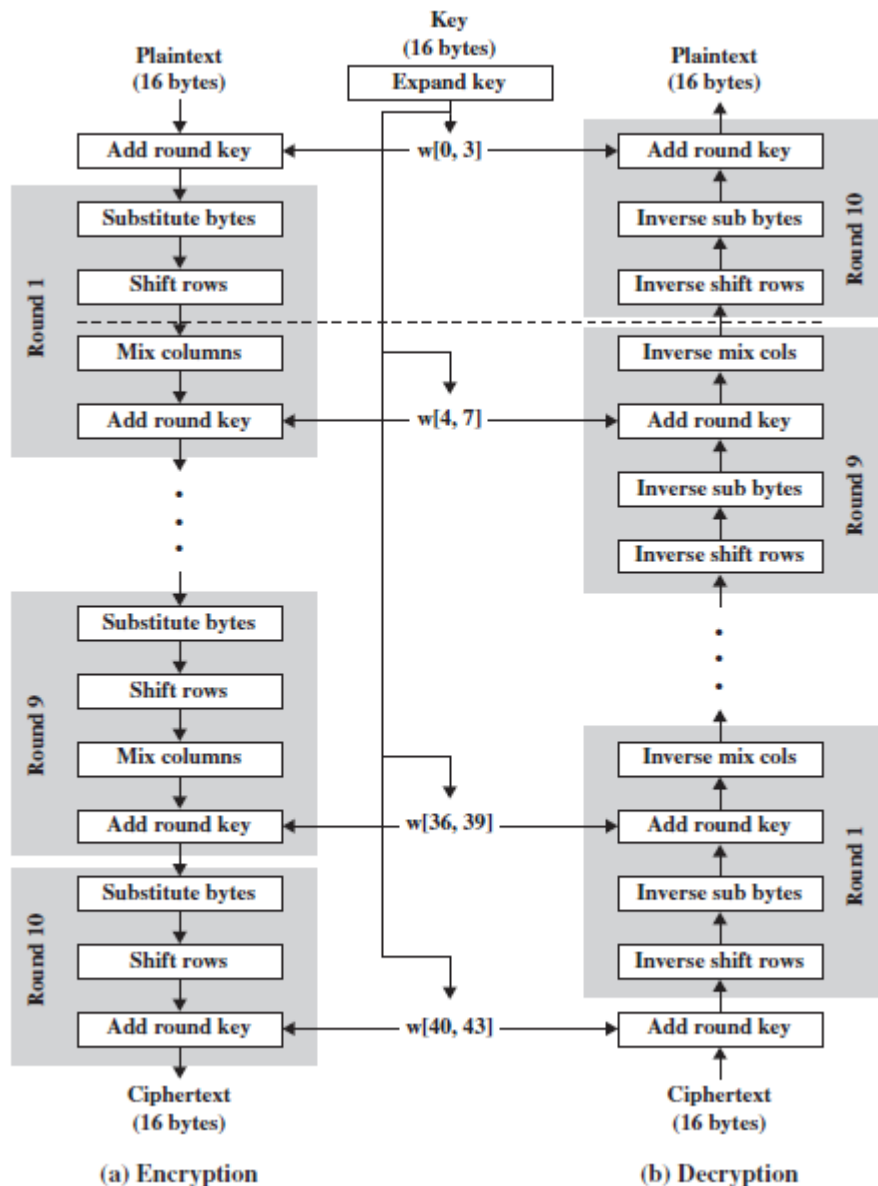 Key
(16 bytes)
Expand key
Plaintext
(16 bytes)
Add round key
Substitute bytes
Shift rows
Mix columns
Add round key
Round 1
Substitute bytes
Shift rows
Mix columns
Add round key
Round 9
Substitute bytes
Shift rows
Add round key
Round 10
Ciphertext
(16 bytes)
(a) Encryption
w[0, 3]
w[4, 7]
w[36, 39]
w[40, 43]
Plaintext
(16 bytes)
Add round key
Inverse sub bytes
Inverse shift rows
Round 10
Inverse mix cols
Add round key
Inverse sub bytes
Inverse shift rows
Round 9
Inverse mix cols
Add round key
Inverse sub bytes
Inverse shift rows
Round 1
Add round key
Ciphertext
(16 bytes)
(b) Decryption